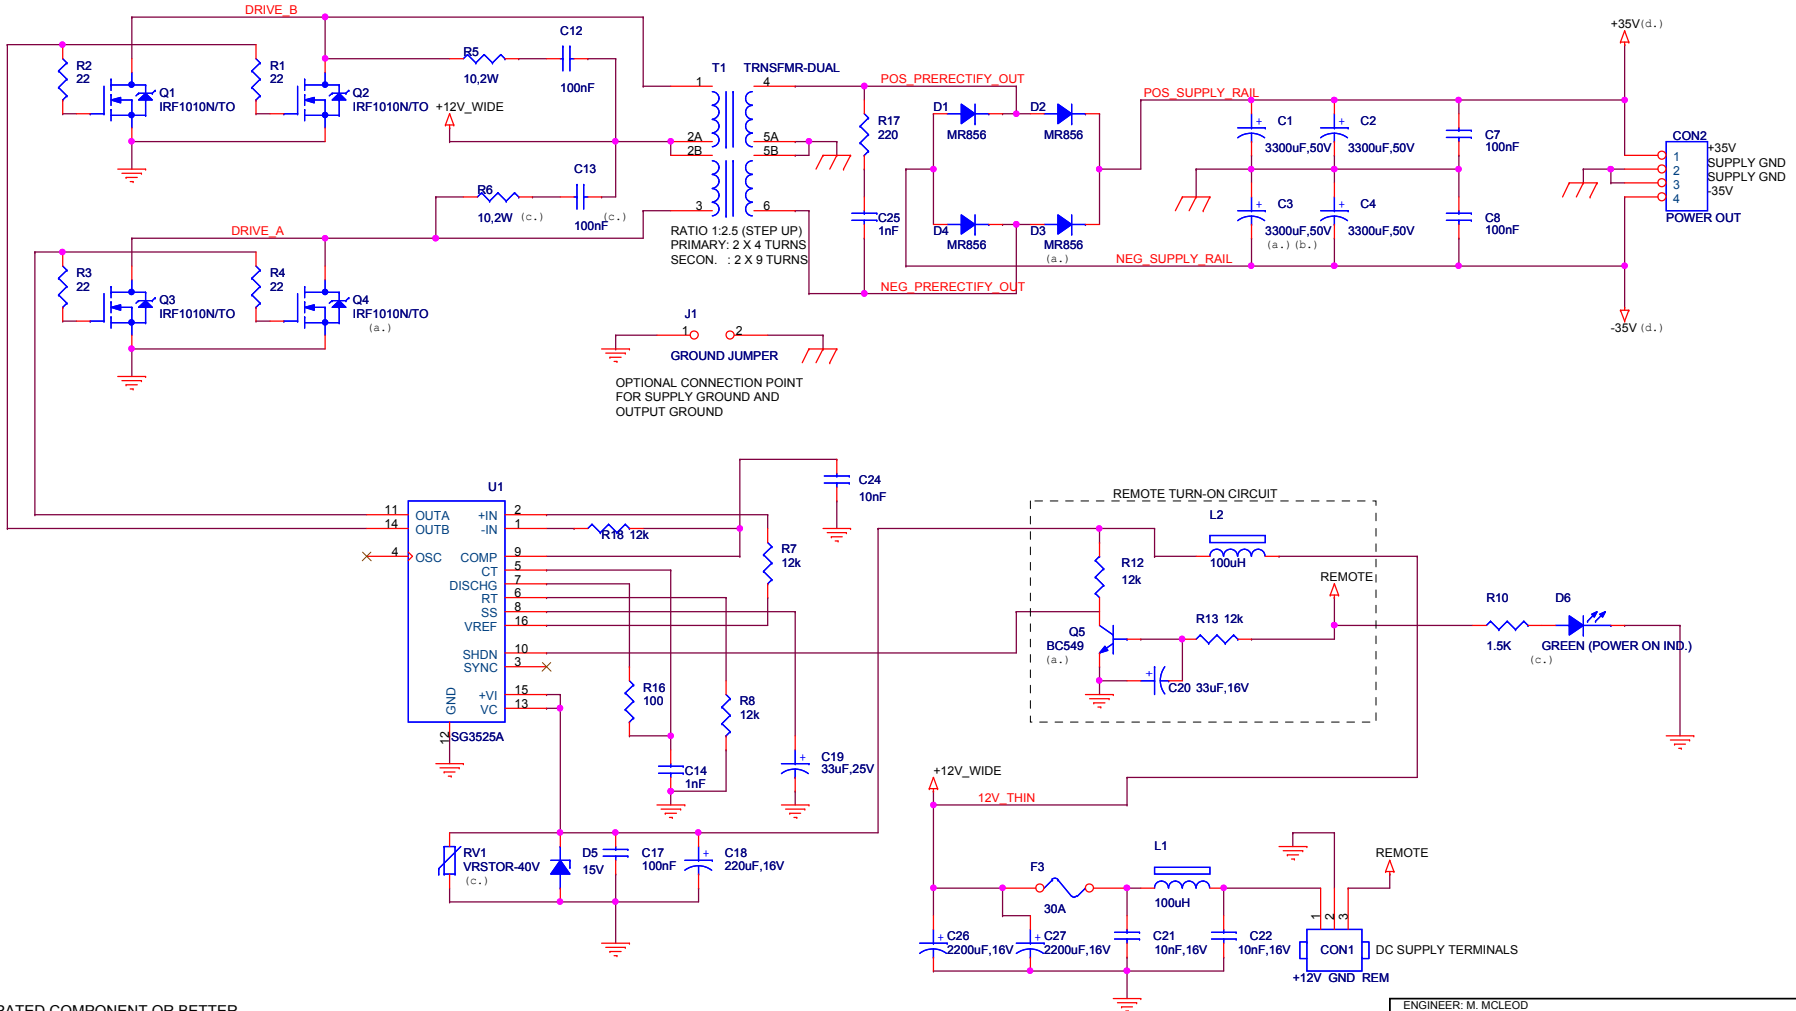 DRIVE_B
R2
22
Q1
IRF1010N/TO
R1
22
Q2
IRF1010N/TO
R5
10,2W
C12
100nF
+12V_WIDE
R6
10,2W
(c.)
C13
100nF
(c.)
DRIVE_A
R3
22
Q3
IRF1010N/TO
R4
22
Q4
IRF1010N/TO
(a.)
T1
TRNSFMR-DUAL
1
2A
2B
3
4
5A
5B
6
RATIO 1:2.5 (STEP UP)
PRIMARY: 2 X 4 TURNS
SECON. : 2 X 9 TURNS
POS_PRERECTIFY_OUT
R17
220
C25
1nF
NEG_PRERECTIFY_OUT
D1
MR856
D2
MR856
D4
MR856
D3
MR856
(a.)
POS_SUPPLY_RAIL
C1
3300uF,50V
C2
3300uF,50V
C3
3300uF,50V
(a.) (b.)
C4
3300uF,50V
C7
100nF
C8
100nF
NEG_SUPPLY_RAIL
+35V (d.)
-35V (d.)
CON2
1
2
3
4
+35V
SUPPLY GND
SUPPLY GND
-35V
POWER OUT
J1
1
2
GROUND JUMPER
OPTIONAL CONNECTION POINT
FOR SUPPLY GROUND AND
OUTPUT GROUND
U1
11 OUTA
14 OUTB
4 OSC
+IN 2
-IN 1
COMP 9
CT 5
DISCHG 7
RT 6
SS 8
VREF 16
SHDN 10
SYNC 3
+VI 15
VC 13
GND
12
SG3525A
R18 12k
C24
10nF
R7
12k
R16
100
R8
12k
C14
1nF
C19
33uF,25V
REMOTE TURN-ON CIRCUIT
L2
100uH
R12
12k
REMOTE
R13 12k
Q5
BC549
(a.)
C20 33uF,16V
R10
1.5K
D6
GREEN (POWER ON IND.)
(c.)
RV1
VRSTOR-40V
(c.)
D5
15V
C17
100nF
C18
220uF,16V
+12V_WIDE
12V_THIN
F3
30A
L1
100uH
C26
2200uF,16V
C27
2200uF,16V
C21
10nF,16V
C22
10nF,16V
REMOTE
1
2
3
CON1
DC SUPPLY TERMINALS
+12V GND REM
RATED COMPONENT OR BETTER
ENGINEER: M. MCLEOD